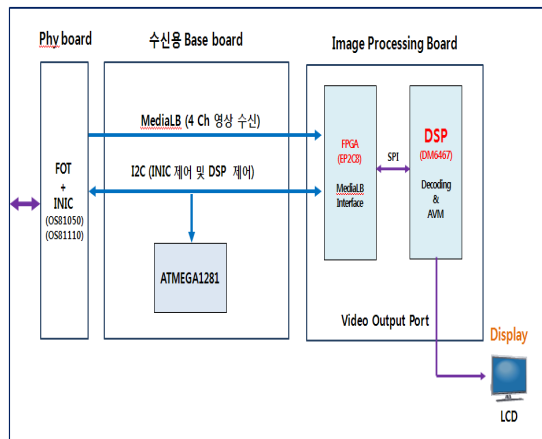 Phy board
수신용 Base board
Image Processing Board
MediaLB (4 Ch 영상 수신)
I2C (INIC 제어 및 DSP 제어)
FOT
+
INIC
(OS81050)
(OS81110)
ATMEGA1281
FPGA
(EP2C8)
MediaLB
Interface
SPI
DSP
(DM6467)
Decoding
&
AVM
Video Output Port
Display
LCD